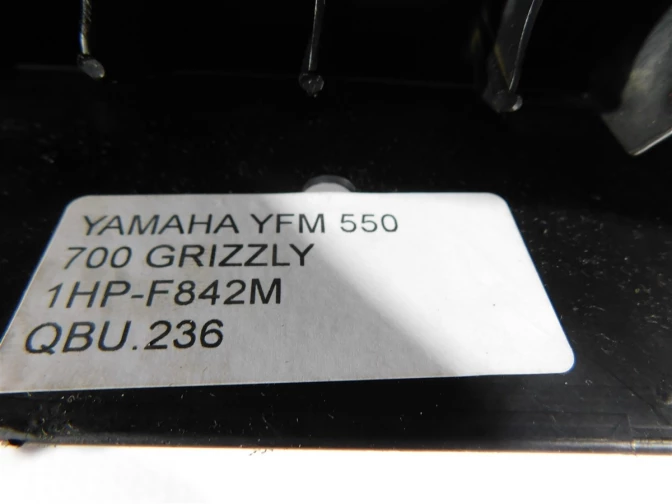 YAMAHA YFM 550
700 GRIZZLY
1HP-F842M
QBU.236